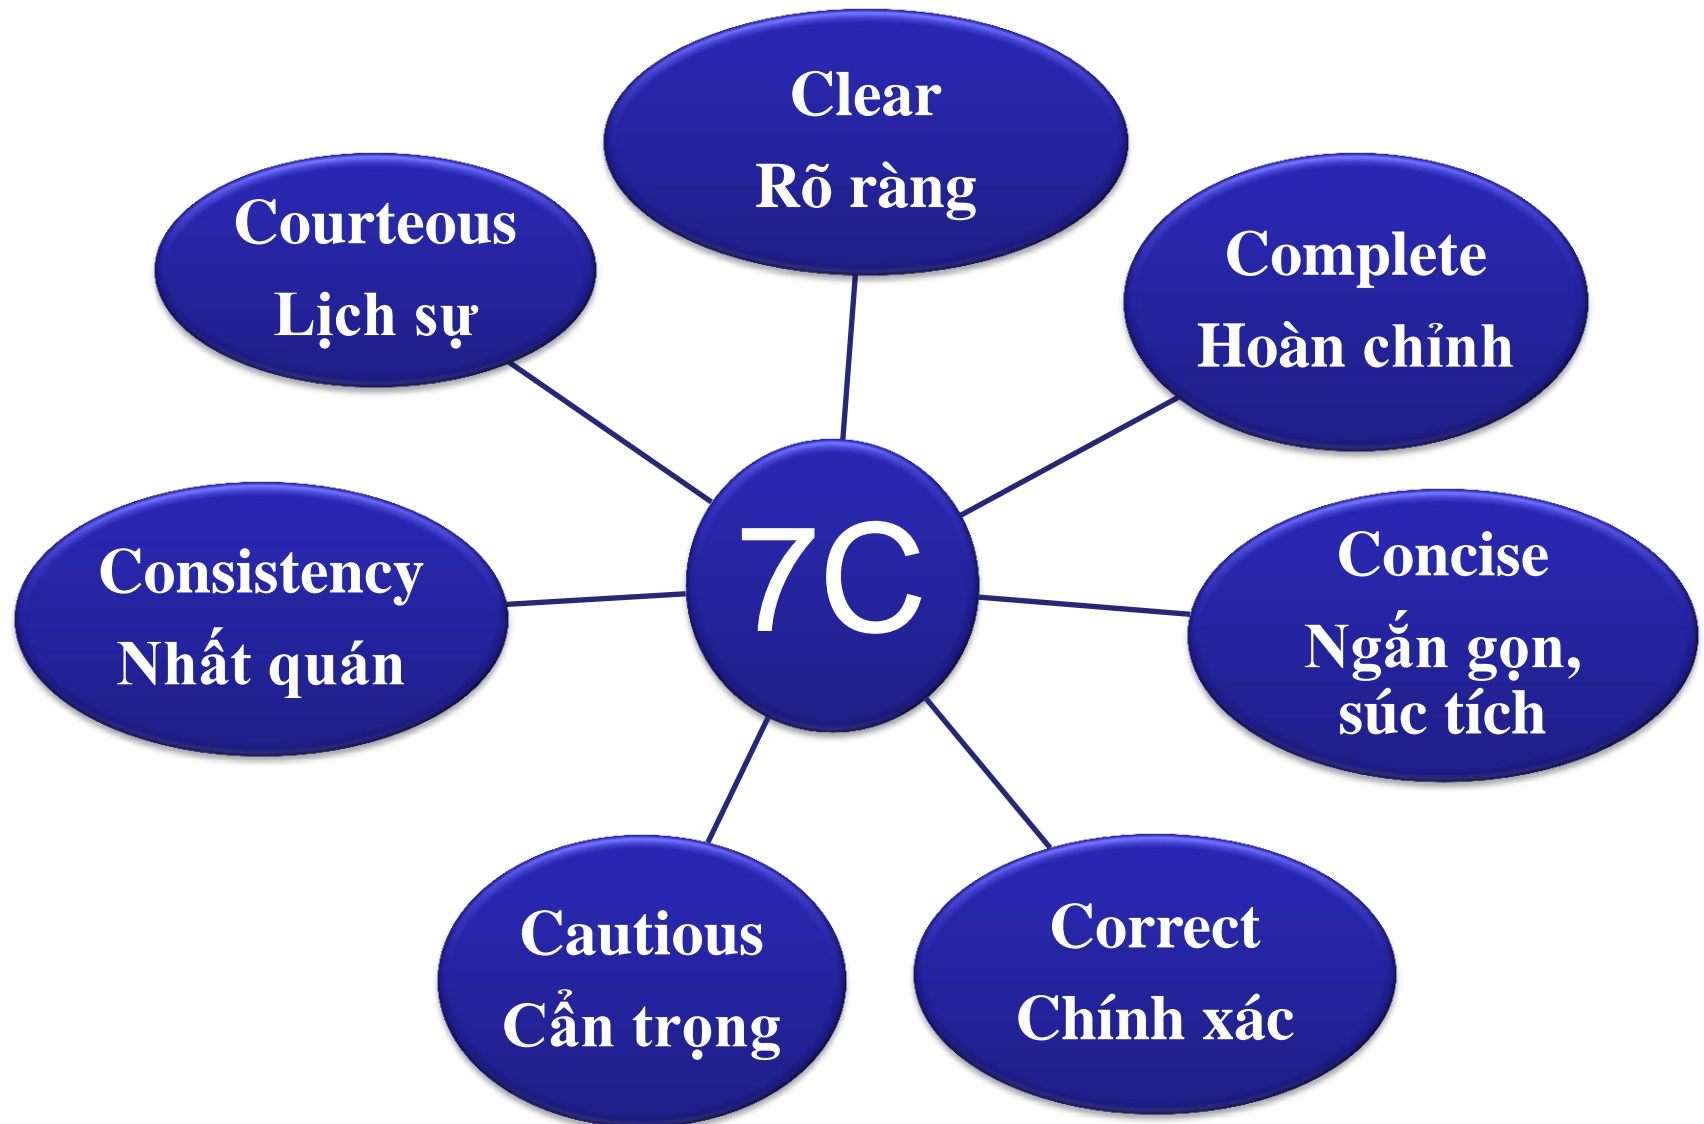 Clear
Rõ ràng
Courteous
Lịch sự
Complete
Hoàn chỉnh
7C
Consistency
Nhất quán
Concise
Ngắn gọn,
súc tích
Cautious
Cẩn trọng
Correct
Chính xác